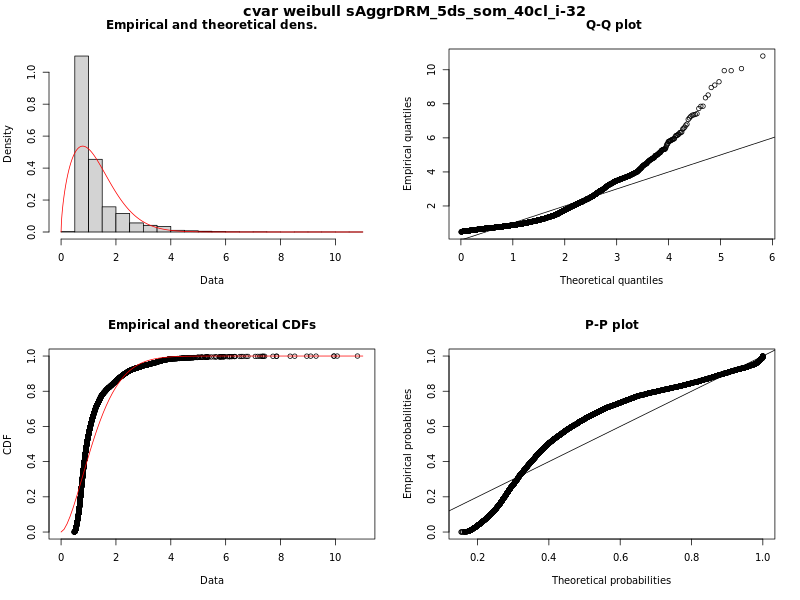 cvar weibull sAggrDRM_5ds_som_40cl_i-32
Empirical and theoretical dens.
Density
0.0 0.2 0.4 0.6 0.8 1.0
0 2 4 6 8 10
Data
Q-Q plot
Empirical quantiles
2 4 6 8 10
0 1 2 3 4 5 6
Theoretical quantiles
Empirical and theoretical CDFs
CDF
0.0 0.2 0.4 0.6 0.8 1.0
0 2 4 6 8 10
Data
P-P plot
Empirical probabilities
0.0 0.2 0.4 0.6 0.8 1.0
0.2 0.4 0.6 0.8 1.0
Theoretical probabilities